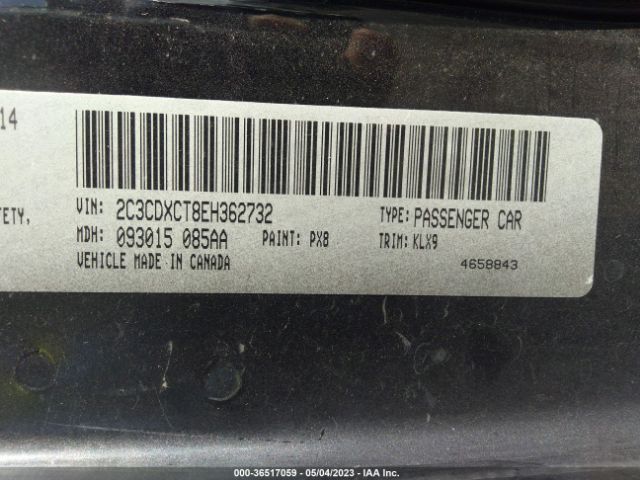 14
ETY,
VIN: 2C3CDXCT8EH362732
TYPE: PASSENGER CAR
MDH: 093015 085AA
PAINT: PX8
TRIM: KLX9
VEHICLE MADE IN CANADA
4658843
000-36517059 - 05/04/2023 - IAA Inc.